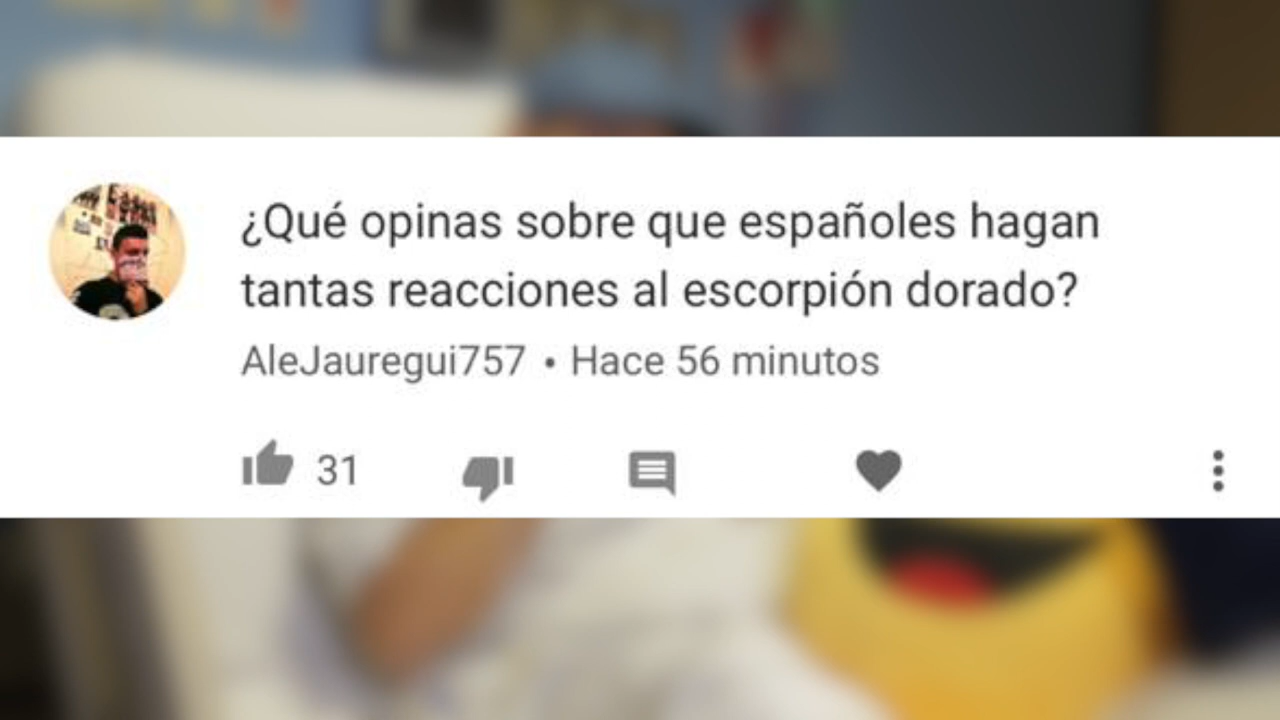 ¿Qué opinas sobre que españoles hagan
tantas reacciones al escorpión dorado?
AleJauregui757 • Hace 56 minutos
31